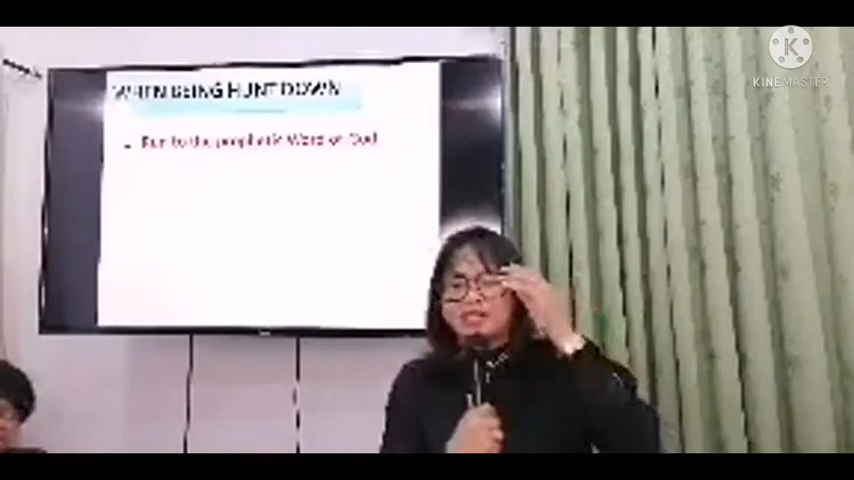 WHEN BEING HUNT DOWN
Run to the prophetic Word of God
KINEMASTER